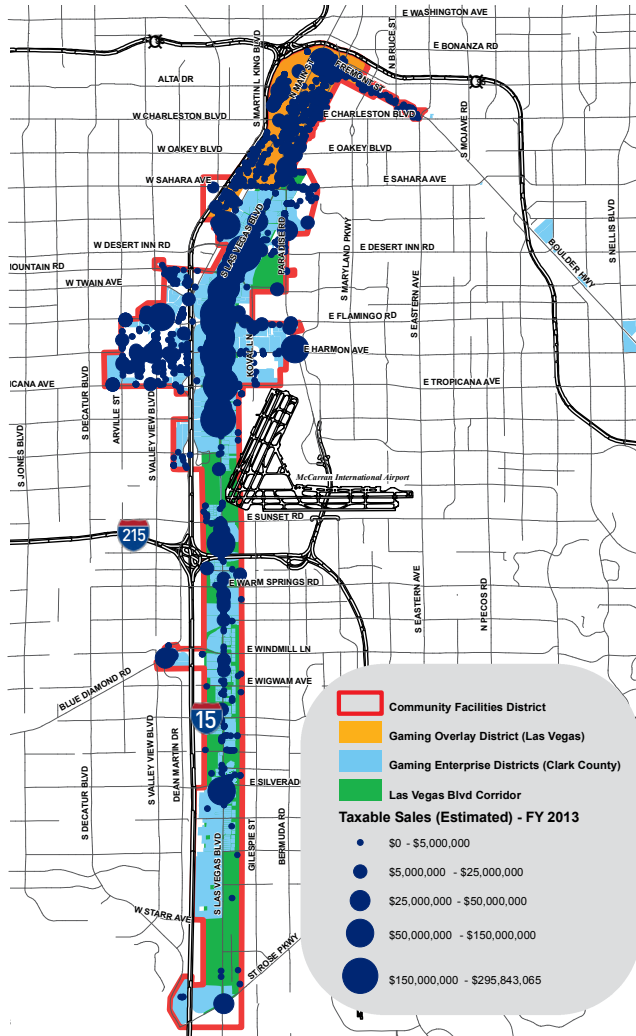 E WASHINGTON AVE
N BRUCE ST
S MARTIN L KING BLVD
E BONANZA RD
ALTA DR
N MAIN ST
FREMONT ST
W CHARLESTON BLVD
E CHARLESTON BLVD
S MOJAVE RD
W OAKEY BLVD
E OAKEY BLVD
W SAHARA AVE
E SAHARA AVE
S LAS VEGAS BLVD
PARADISE RD
S MARYLAND PKWY
S NELLIS BLVD
W DESERT INN RD
E DESERT INN RD
BOULDER HWY
OUNTAIN RD
W TWAIN AVE
S EASTERN AVE
E FLAMINGO RD
KOVAL LN
E HARMON AVE
ICANA AVE
E TROPICANA AVE
S DECATUR BLVD
ARVILLE ST
S VALLEY VIEW BLVD
S JONES BLVD
McCarran International Airport
E SUNSET RD
215
E WARM SPRINGS RD
S EASTERN AVE
N PECOS RD
E WINDMILL LN
BLUE DIAMOND RD
E WIGWAM AVE
15
S VALLEY VIEW BLVD
DEAN MARTIN DR
S DECATUR BLVD
E SILVERAD
GILESPIE ST
BERMUDA RD
S LAS VEGAS BLVD
W STARR AVE
ST ROSE PKWY
Community Facilities District
Gaming Overlay District (Las Vegas)
Gaming Enterprise Districts (Clark County)
Las Vegas Blvd Corridor
Taxable Sales (Estimated) - FY 2013
$0 - $5,000,000
$5,000,000 - $25,000,000
$25,000,000 - $50,000,000
$50,000,000 - $150,000,000
$150,000,000 - $295,843,065